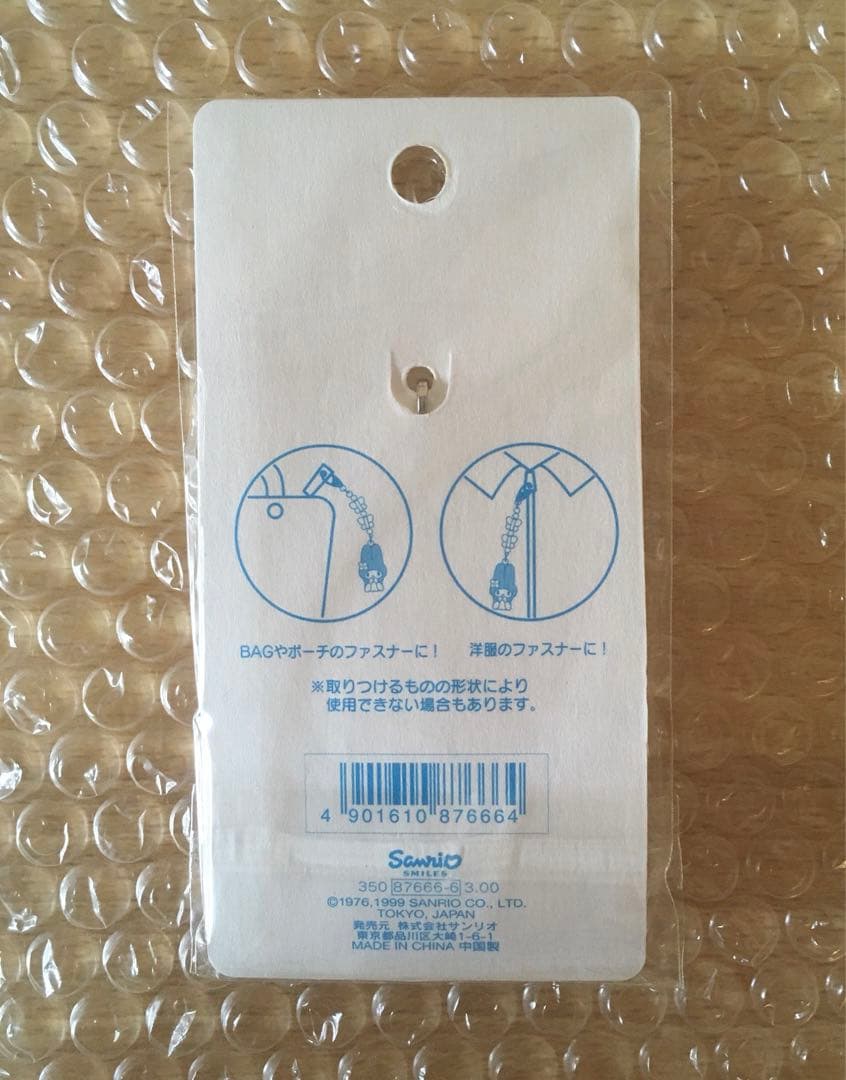 BAGやポーチのファスナーに！
洋服のファスナーに！
※取りつけるものの形状により
使用できない場合もあります。
4 901610 876664
Sanrio
SMILES
350 87666-6 3.00
©1976,1999 SANRIO CO., LTD.
TOKYO, JAPAN
発売元 株式会社サンリオ
東京都品川区大崎1-6-1
MADE IN CHINA 中国製